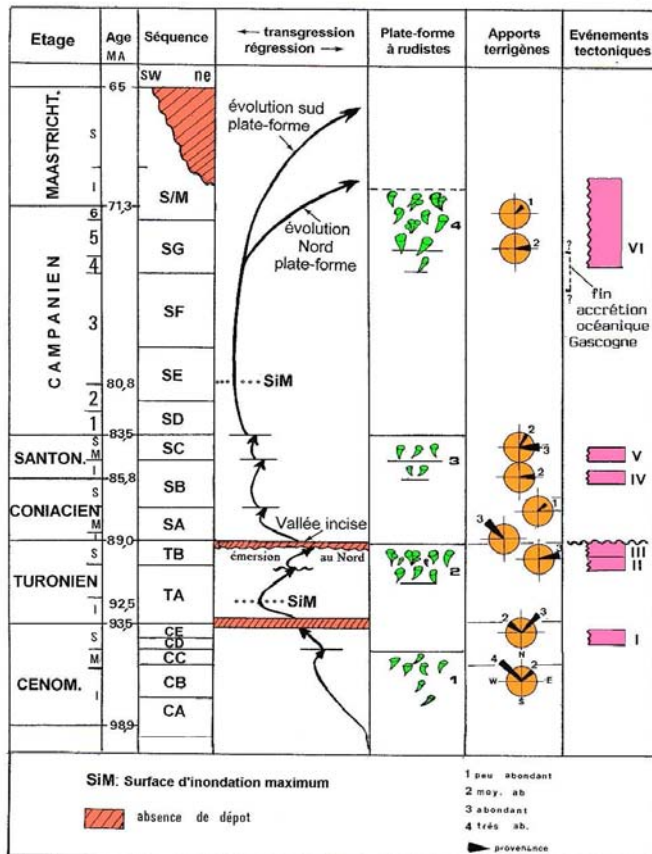 Etage
Age
MA
Séquence
SW ne
← transgression
régression →
Plate-forme
à rudistes
Apports
terrigènes
Evénements
tectoniques
MAASTRICHT.
S
I
65
71,3
évolution sud
plate-forme
évolution
Nord
plate-forme
S/M
CAMPANIEN
6
5
4
3
2
1
80,8
83,5
SG
SF
SE
SD
SiM
4
1
2
VI
?
?
fin
accrétion
océanique
Gascogne
SANTON.
S
M
I
85,8
SC
3
2
3
2
V
IV
CONIACIEN
S
M
I
89,0
SB
SA
Vallée incise
1
3
TURONIEN
S
I
92,5
93,5
TB
TA
émersion au Nord
SiM
2
3
III
II
CENOM.
S
M
I
98,9
CE
CD
CC
CB
CA
1
2
3
I
N
4
2
W E
S
SiM: Surface d'inondation maximum
absence de dépôt
1 peu abondant
2 moy. ab
3 abondant
4 trés ab.
provenance